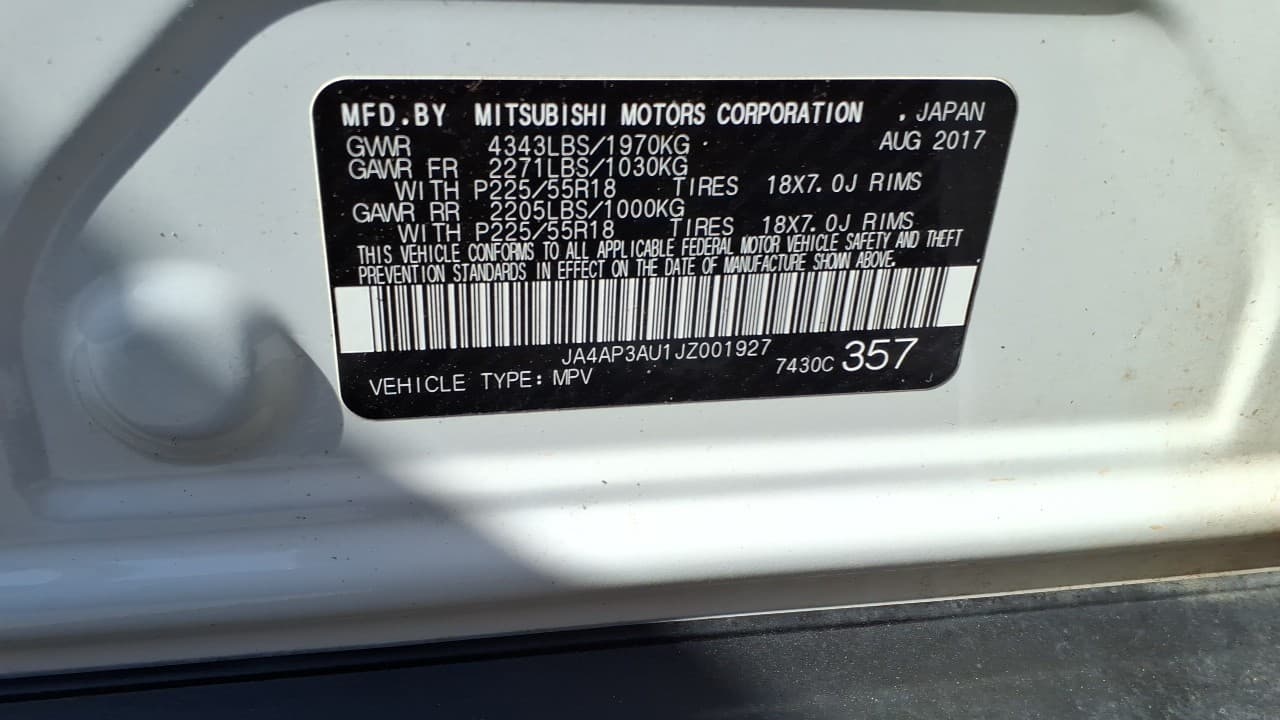 MFD.BY MITSUBISHI MOTORS CORPORATION . JAPAN
GVWR 4343LBS/1970KG AUG 2017
GAWR FR 2271LBS/1030KG
WITH P225/55R18 TIRES 18X7.0J RIMS
GAWR RR 2205LBS/1000KG
WITH P225/55R18 TIRES 18X7.0J RIMS
THIS VEHICLE CONFORMS TO ALL APPLICABLE FEDERAL MOTOR VEHICLE SAFETY AND THEFT
PREVENTION STANDARDS IN EFFECT ON THE DATE OF MANUFACTURE SHOWN ABOVE.
JA4AP3AU1JZ001927
VEHICLE TYPE: MPV 7430C 357